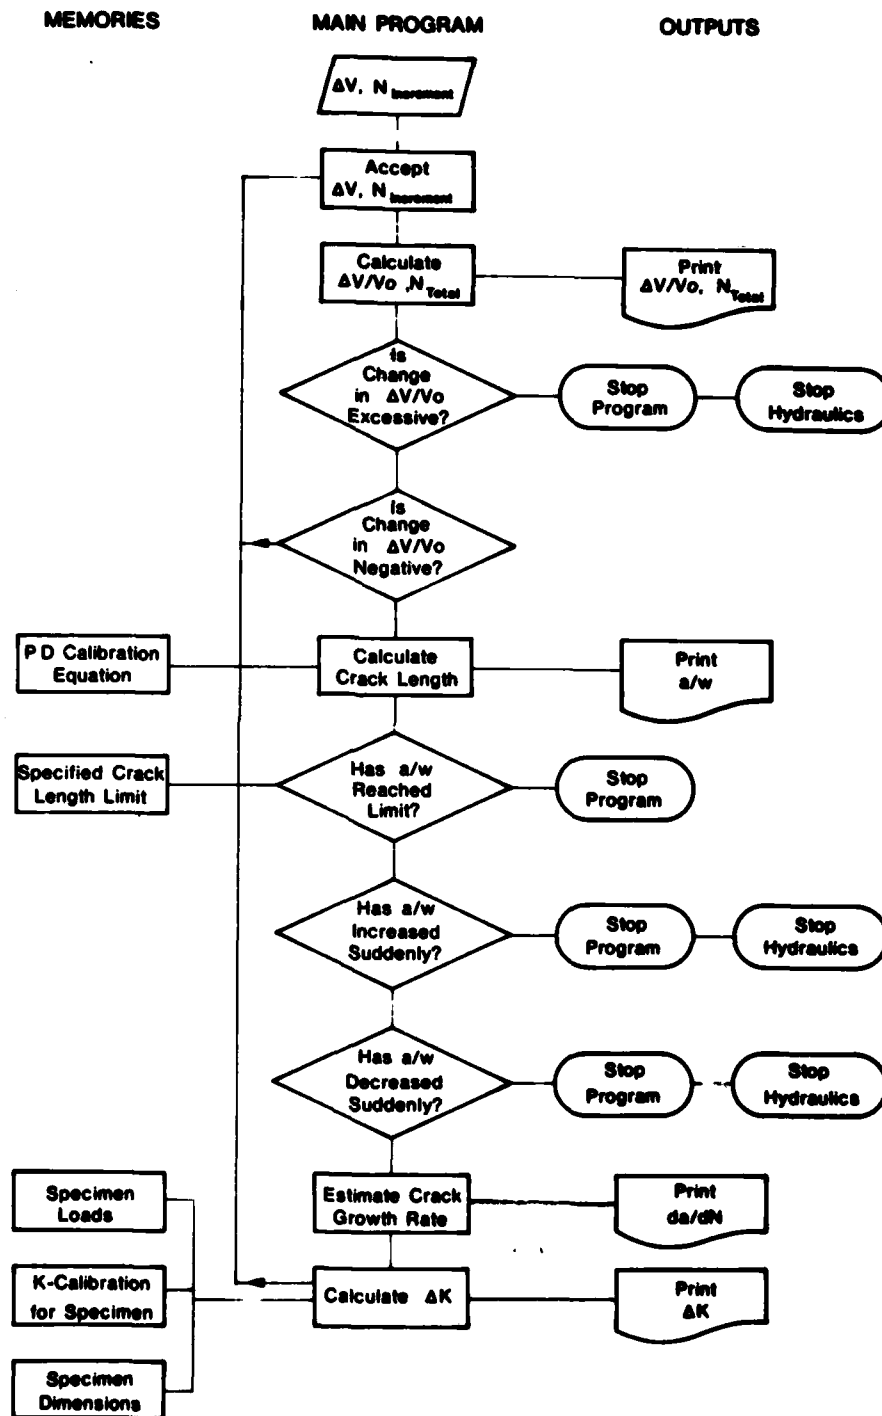 MEMORIES
MAIN PROGRAM
OUTPUTS
ΔV, N Increment
Accept
ΔV, N Increment
Calculate
ΔV/Vo ,N Total
Print
ΔV/Vo, N Total
Is
Change
in ΔV/Vo
Excessive?
Stop
Program
Stop
Hydraulics
Is
Change
in ΔV/Vo
Negative?
PD Calibration
Equation
Calculate
Crack Length
Print
a/w
Specified Crack
Length Limit
Has a/w
Reached
Limit?
Stop
Program
Has a/w
Increased
Suddenly?
Stop
Program
Stop
Hydraulics
Has a/w
Decreased
Suddenly?
Stop
Program
Stop
Hydraulics
Specimen
Loads
Estimate Crack
Growth Rate
Print
da/dN
K-Calibration
for Specimen
Calculate ΔK
Print
ΔK
Specimen
Dimensions